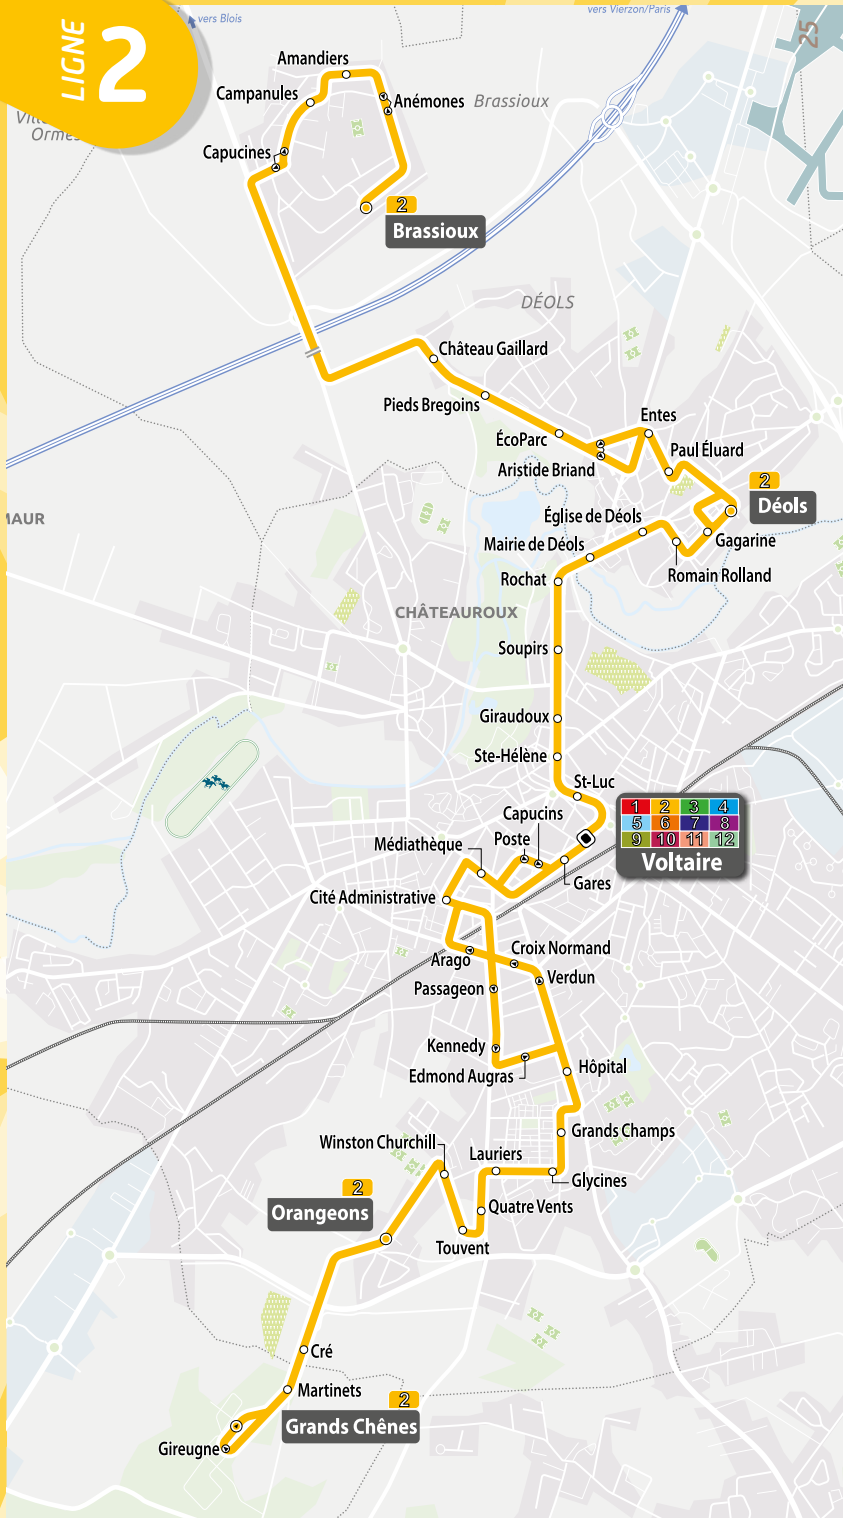 LIGNE
2
vers Blois
vers Vierzon/Paris
25
Amandiers
Campanules
Anémones
Brassioux
Orme
Capucines
2
Brassioux
DÉOLS
Château Gaillard
Pieds Bregoins
Entes
ÉcoParc
Paul Éluard
Aristide Briand
2
Déols
MAUR
Église de Déols
Gagarine
Mairie de Déols
Romain Rolland
Rochat
CHÂTEAUROUX
Soupirs
Giraudoux
Ste-Hélène
St-Luc
1 2 3 4
5 6 7 8
9 10 11 12
Voltaire
Capucins
Poste
Médiathèque
Gares
Cité Administrative
Croix Normand
Arago
Verdun
Passageon
Kennedy
Edmond Augras
Hôpital
Grands Champs
Winston Churchill
Lauriers
Glycines
2
Orangeons
Quatre Vents
Touvent
Cré
Martinets
2
Grands Chênes
Gireugne